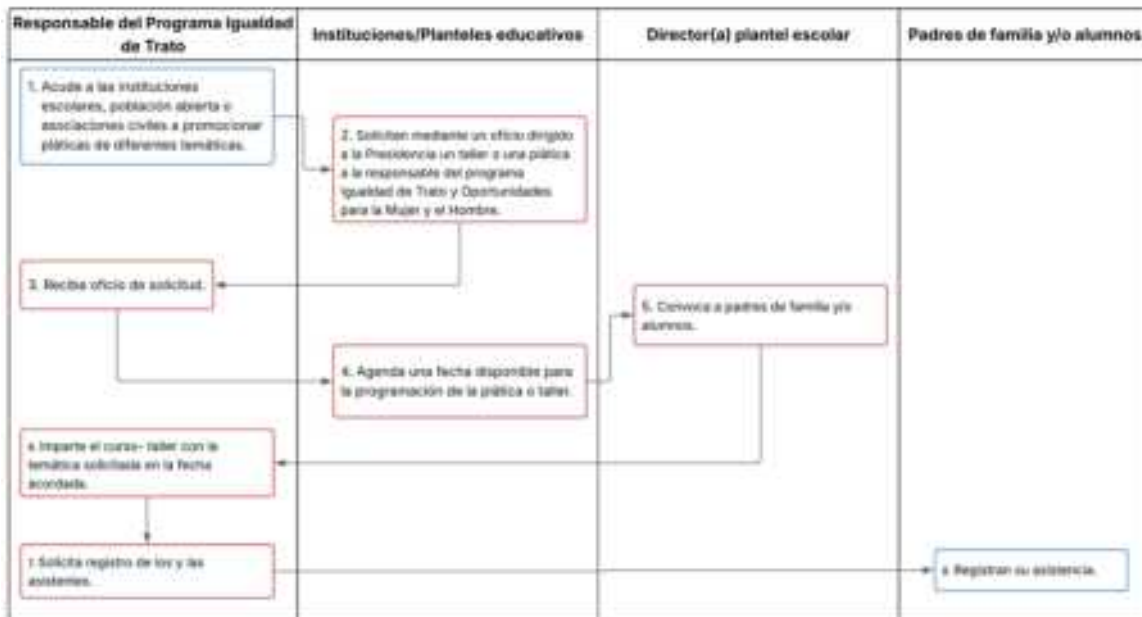 Responsable del Programa Igualdad
de Trato
Instituciones/Planteles educativos
Director(a) plantel escolar
Padres de familia y/o alumnos
1. Acude a las instituciones
escolares, población abierta o
asociaciones civiles a promocionar
pláticas de diferentes temáticas.
2. Solicitan mediante un oficio dirigido
a la Presidencia un taller o una plática
a la responsable del programa
Igualdad de Trato y Oportunidades
para la Mujer y el Hombre.
3. Recibe oficio de solicitud.
5. Convoca a padres de familia y/o
alumnos.
4. Agenda una fecha disponible para
la programación de la plática o taller.
6. Imparte el curso- taller con la
temática solicitada en la fecha
acordada.
7. Solicita registro de los y las
asistentes.
8. Registran su asistencia.